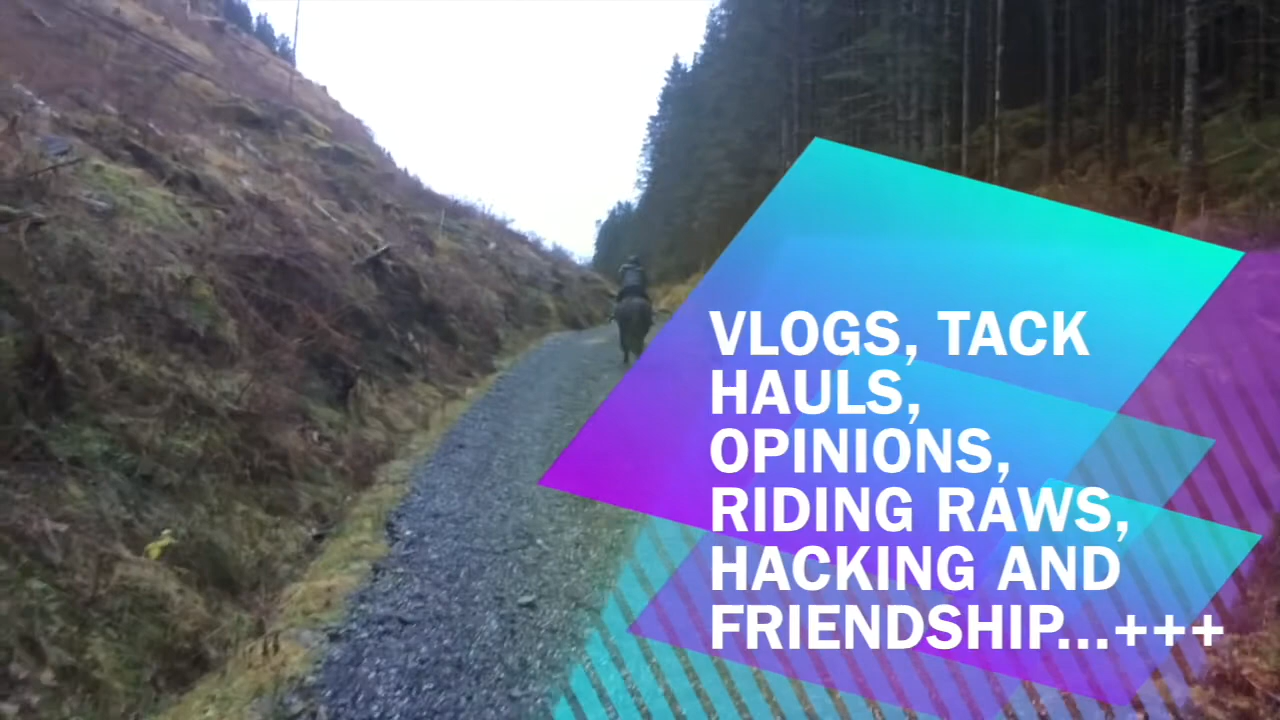 VLOGS, TACK
HAULS,
OPINIONS,
RIDING RAWS,
HACKING AND
FRIENDSHIP...+++